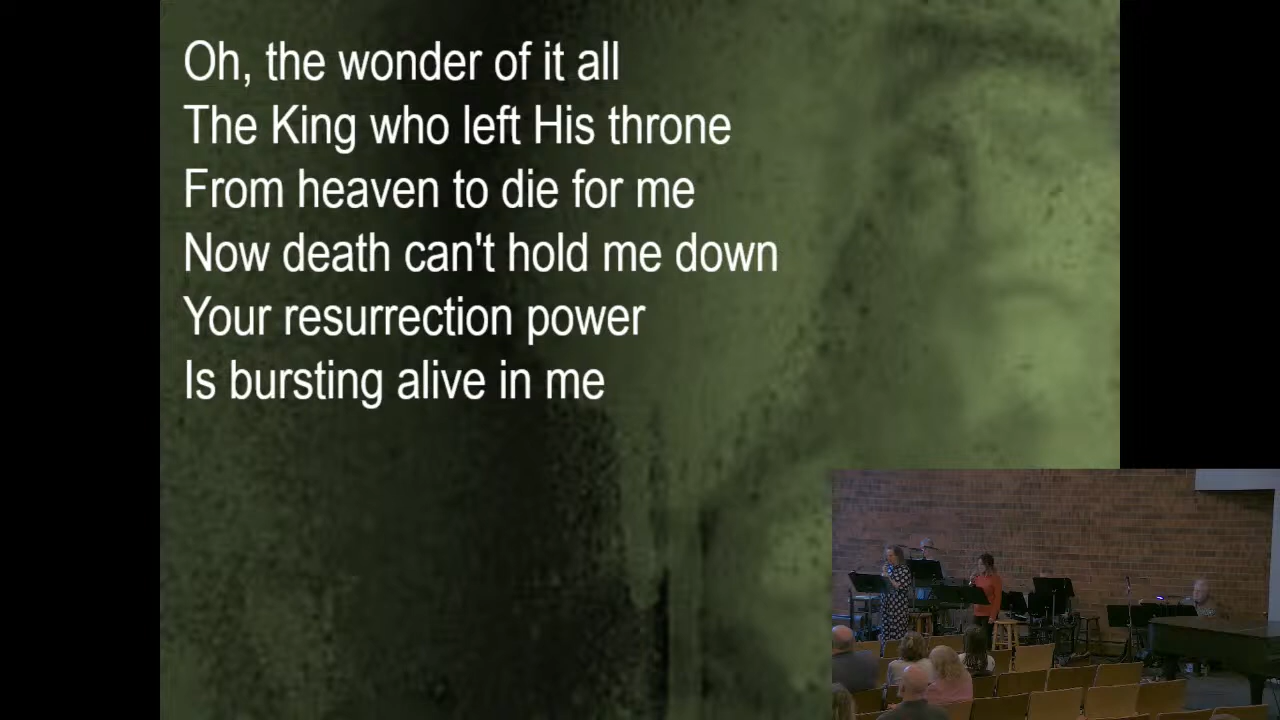 Oh, the wonder of it all
The King who left His throne
From heaven to die for me
Now death can't hold me down
Your resurrection power
Is bursting alive in me